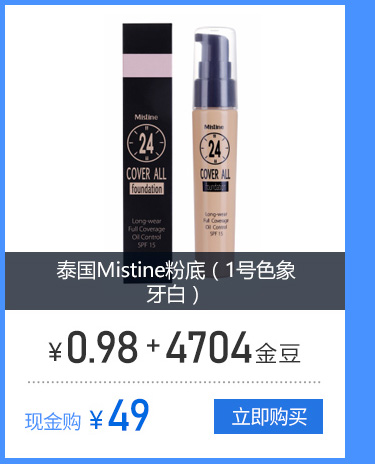 Mistine
24
H
M
COVER ALL
foundation
Long-wear
Full Coverage
Oil Control
SPF 15
Mistine
24
COVER ALL
foundation
Long-wear
Full Coverage
Oil Control
SPF 15
泰国Mistine粉底（1号色象
牙白）
¥0.98+4704金豆
现金购 ¥49
立即购买